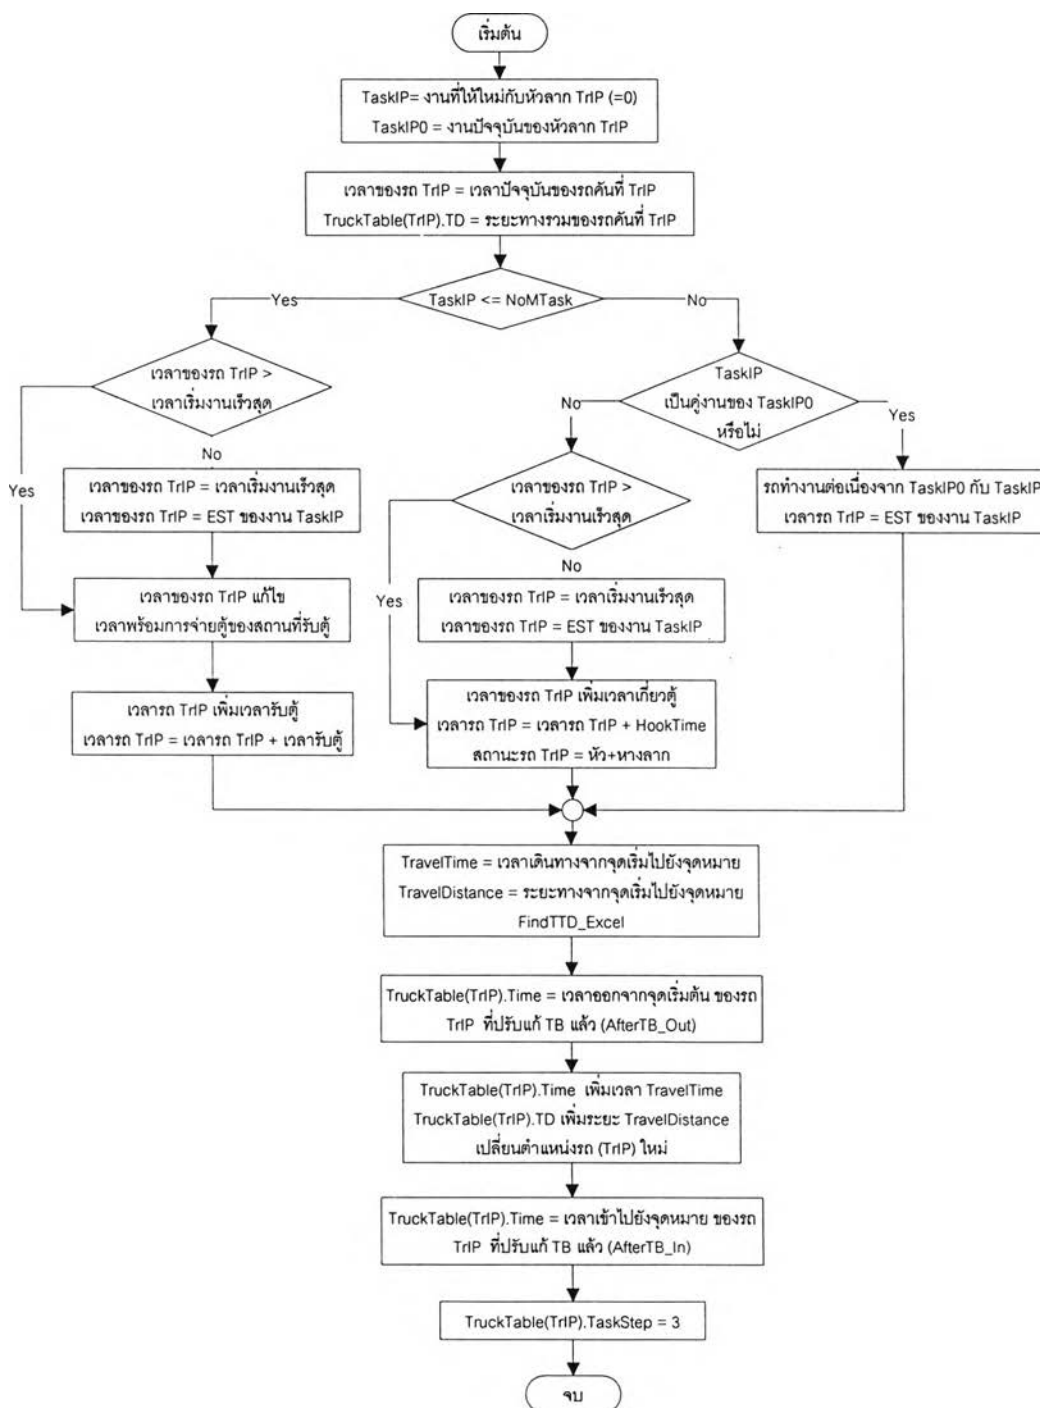 เริ่มต้น
TaskIP= งานที่ให้ใหม่กับหัวลาก TrIP (=0)
TaskIP0 = งานปัจจุบันของหัวลาก TrIP
เวลาของรถ TrIP = เวลาปัจจุบันของรถคันที่ TrIP
TruckTable(TrIP).TD = ระยะทางรวมของรถคันที่ TrIP
TaskIP <= NoMTask
Yes
No
เวลาของรถ TrIP >
เวลาเริ่มงานเร็วสุด
No
Yes
เวลาของรถ TrIP = เวลาเริ่มงานเร็วสุด
เวลาของรถ TrIP = EST ของงาน TaskIP
เวลาของรถ TrIP แก้ไข
เวลาพร้อมการจ่ายตู้ของสถานที่รับตู้
เวลารถ TrIP เพิ่มเวลารับตู้
เวลารถ TrIP = เวลารถ TrIP + เวลารับตู้
TaskIP
เป็นคู่งานของ TaskIP0
หรือไม่
No
Yes
เวลาของรถ TrIP >
เวลาเริ่มงานเร็วสุด
No
Yes
เวลาของรถ TrIP = เวลาเริ่มงานเร็วสุด
เวลาของรถ TrIP = EST ของงาน TaskIP
เวลาของรถ TrIP เพิ่มเวลาเกี่ยวตู้
เวลารถ TrIP = เวลารถ TrIP + HookTime
สถานะรถ TrIP = หัว+หางลาก
รถทำงานต่อเนื่องจาก TaskIP0 กับ TaskIP
เวลารถ TrIP = EST ของงาน TaskIP
TravelTime = เวลาเดินทางจากจุดเริ่มไปยังจุดหมาย
TravelDistance = ระยะทางจากจุดเริ่มไปยังจุดหมาย
FindTTD_Excel
TruckTable(TrIP).Time = เวลาออกจากจุดเริ่มต้น ของรถ
TrIP ที่ปรับแก้ TB แล้ว (AfterTB_Out)
TruckTable(TrIP).Time เพิ่มเวลา TravelTime
TruckTable(TrIP).TD เพิ่มระยะ TravelDistance
เปลี่ยนตำแหน่งรถ (TrIP) ใหม่
TruckTable(TrIP).Time = เวลาเข้าไปยังจุดหมาย ของรถ
TrIP ที่ปรับแก้ TB แล้ว (AfterTB_In)
TruckTable(TrIP).TaskStep = 3
จบ